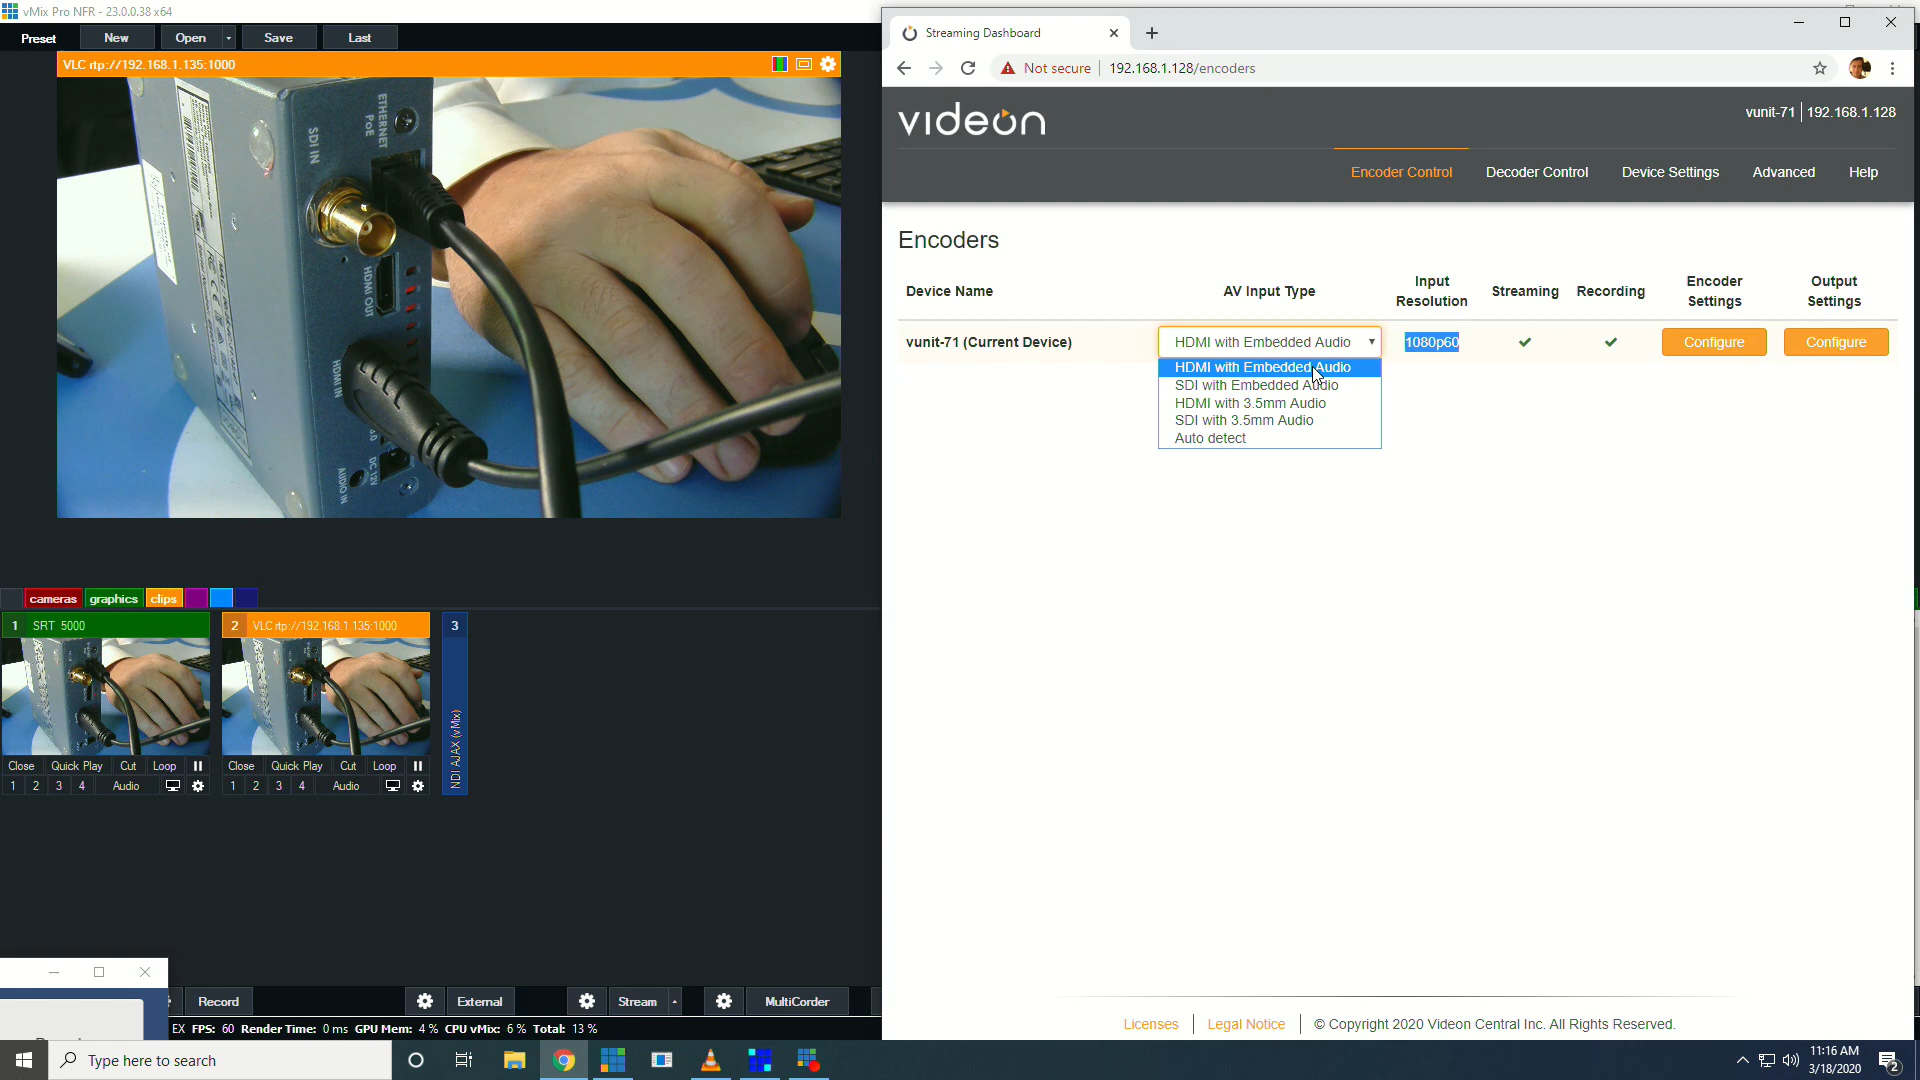 vMix Pro NFR - 23.0.0.38 x64
Preset
New
Open
Save
Last
VLC rtp://192.168.1.135:1000
SDI IN
ETHERNET
PoE
HDMI OUT
HDMI IN
DC 12V
AUDIO IN
cameras
graphics
clips
1 SRT 5000
2 VLC rtp://192.168.1.135:1000
3
NDI AJAX (vMix)
Close Quick Play Cut Loop
1 2 3 4 Audio
Close Quick Play Cut Loop
1 2 3 4 Audio
Record
External
Stream
MultiCorder
EX FPS: 60 Render Time: 0 ms GPU Mem: 4 % CPU vMix: 6 % Total: 13 %
Streaming Dashboard
Not secure
192.168.1.128/encoders
videon
vunit-71 | 192.168.1.128
Encoder Control
Decoder Control
Device Settings
Advanced
Help
Encoders
Device Name
AV Input Type
Input
Resolution
Streaming
Recording
Encoder
Settings
Output
Settings
vunit-71 (Current Device)
HDMI with Embedded Audio
1080p60
Configure
Configure
HDMI with Embedded Audio
SDI with Embedded Audio
HDMI with 3.5mm Audio
SDI with 3.5mm Audio
Auto detect
Licenses
Legal Notice
© Copyright 2020 Videon Central Inc. All Rights Reserved.
Type here to search
11:16 AM
3/18/2020
2